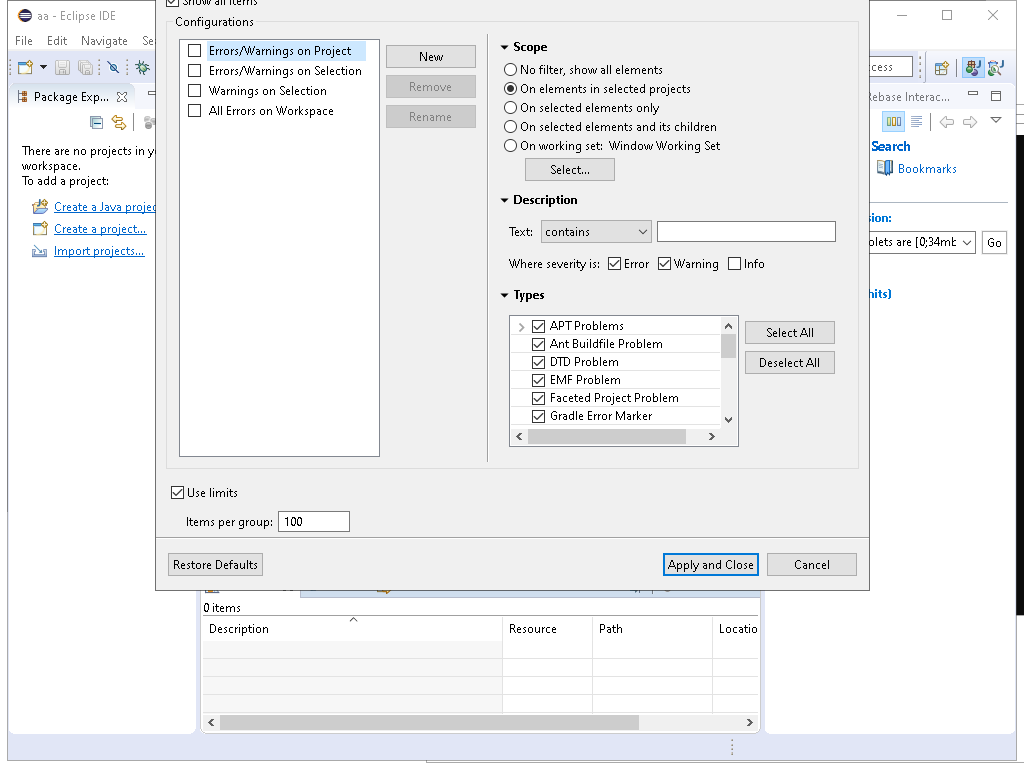 aa - Eclipse IDE
Show all items
File Edit Navigate Se
Configurations
Errors/Warnings on Project
Errors/Warnings on Selection
Warnings on Selection
All Errors on Workspace
New
Remove
Rename
Scope
No filter, show all elements
On elements in selected projects
On selected elements only
On selected elements and its children
On working set: Window Working Set
Select...
Description
Text: contains
Where severity is: Error Warning Info
Types
APT Problems
Ant Buildfile Problem
DTD Problem
EMF Problem
Faceted Project Problem
Gradle Error Marker
Select All
Deselect All
Use limits
Items per group: 100
Restore Defaults
Apply and Close
Cancel
Package Exp...
There are no projects in y
workspace.
To add a project:
Create a Java projec
Create a project...
Import projects...
cess
Rebase Interac...
Search
Bookmarks
sion:
olets are [0;34mb
Go
hits)
0 items
Description Resource Path Locatio